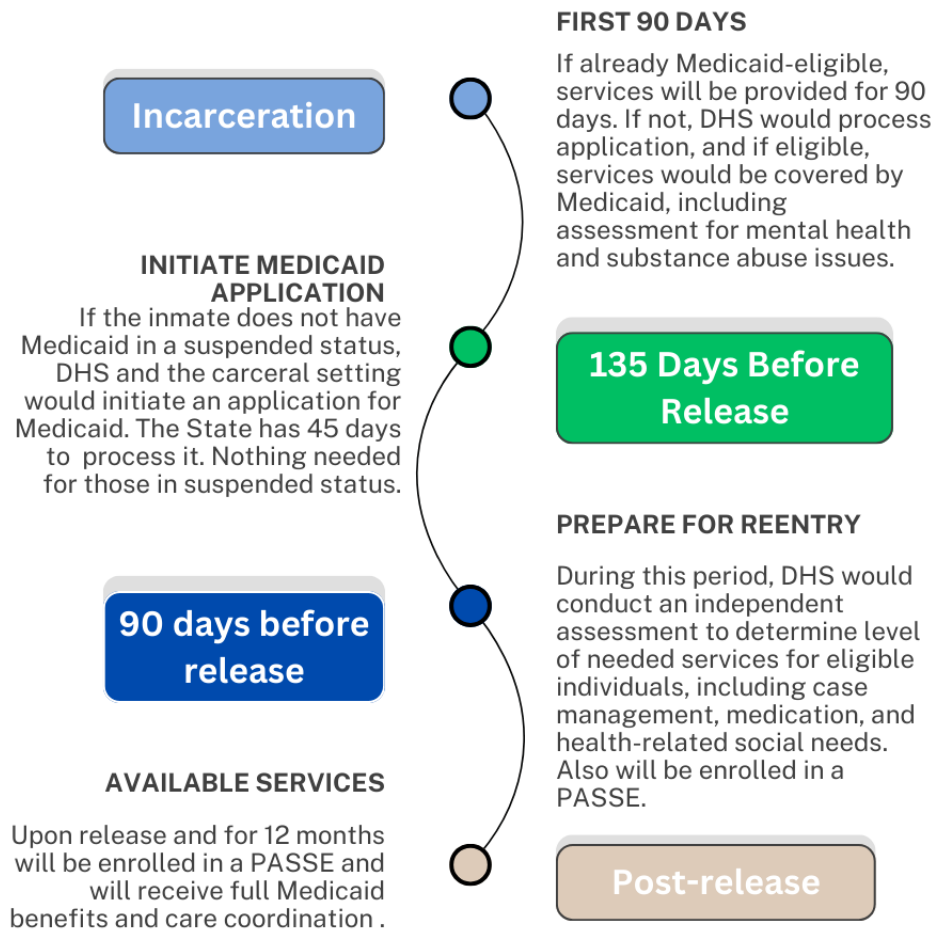 Incarceration
FIRST 90 DAYS
If already Medicaid-eligible,
services will be provided for 90
days. If not, DHS would process
application, and if eligible,
services would be covered by
Medicaid, including
assessment for mental health
and substance abuse issues.
135 Days Before
Release
INITIATE MEDICAID
APPLICATION
If the inmate does not have
Medicaid in a suspended status,
DHS and the carceral setting
would initiate an application for
Medicaid. The State has 45 days
to  process it. Nothing needed
for those in suspended status.
90 days before
release
PREPARE FOR REENTRY
During this period, DHS would
conduct an independent
assessment to determine level
of needed services for eligible
individuals, including case
management, medication, and
health-related social needs.
Also will be enrolled in a
PASSE.
Post-release
AVAILABLE SERVICES
Upon release and for 12 months
will be enrolled in a PASSE and
will receive full Medicaid
benefits and care coordination .